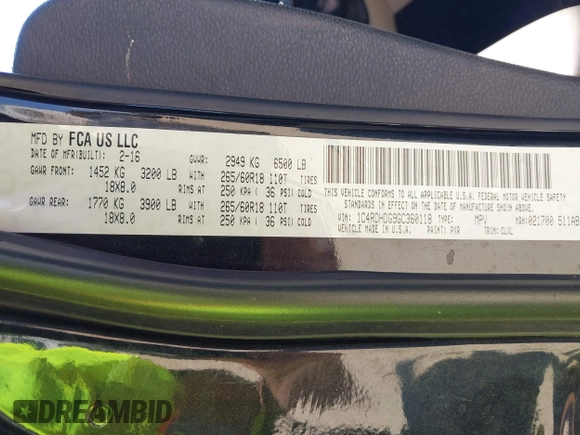 MFD BY FCA US LLC
DATE OF MFR(BUILT): 2-16 GVWR: 2949 KG 6500 LB
GAWR FRONT: 1452 KG 3200 LB WITH 265/60R18 110T TIRES
18X8.0 RIMS AT 250 KPA ( 36 PSI) COLD
GAWR REAR: 1770 KG 3900 LB WITH 265/60R18 110T TIRES
18X8.0 RIMS AT 250 KPA ( 36 PSI) COLD
THIS VEHICLE CONFORMS TO ALL APPLICABLE U.S.A. FEDERAL MOTOR VEHICLE SAFETY
STANDARDS IN EFFECT ON THE DATE OF MANUFACTURE SHOWN ABOVE.
VIN: 1C4RDHDG9GC360118 TYPE: MPV MDH:021700 511AB
VEHICLE MADE IN U.S.A. PAINT: PXR TRIM: CLXL
DREAMBID